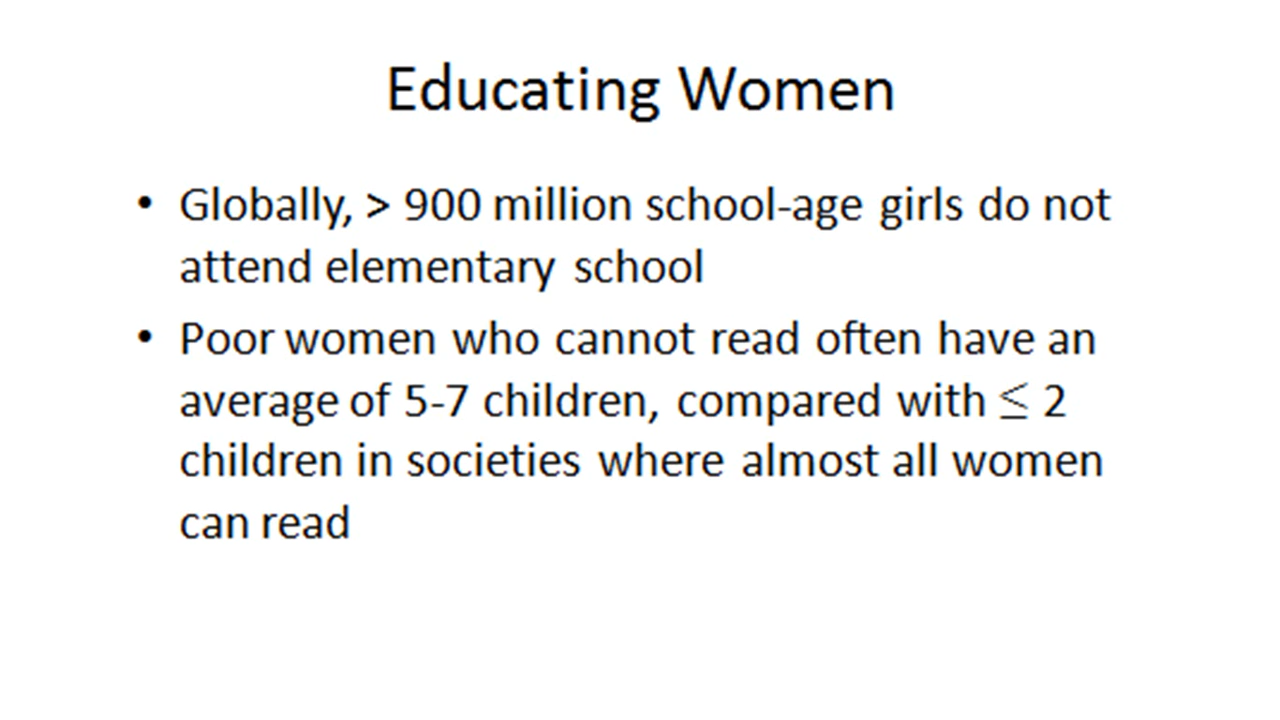 Educating Women
• Globally, > 900 million school-age girls do not
attend elementary school
• Poor women who cannot read often have an
average of 5-7 children, compared with ≤ 2
children in societies where almost all women
can read